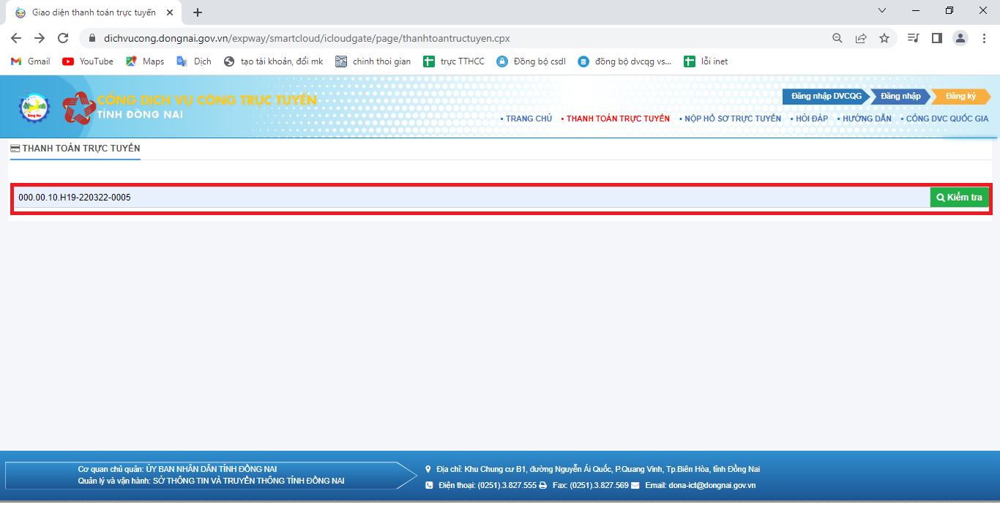 Giao diện thanh toán trực tuyến
dichvucong.dongnai.gov.vn/expway/smartcloud/icloudgate/page/thanhtoantructuyen.cpx
Gmail YouTube Maps Dịch tạo tài khoản, đổi mk chinh thoi gian trực TTHCC Đồng bộ csdl đồng bộ dvcqg vs... lỗi inet
CỔNG DỊCH VỤ CÔNG TRỰC TUYẾN
TỈNH ĐỒNG NAI
Đồng Nai
Đăng nhập DVCQG Đăng nhập Đăng ký
• TRANG CHỦ • THANH TOÁN TRỰC TUYẾN • NỘP HỒ SƠ TRỰC TUYẾN • HỎI ĐÁP • HƯỚNG DẪN • CỔNG DVC QUỐC GIA
THANH TOÁN TRỰC TUYẾN
000.00.10.H19-220322-0005 Kiểm tra
Cơ quan chủ quản: ỦY BAN NHÂN DÂN TỈNH ĐỒNG NAI
Quản lý và vận hành: SỞ THÔNG TIN VÀ TRUYỀN THÔNG TỈNH ĐỒNG NAI
Địa chỉ: Khu Chung cư B1, đường Nguyễn Ái Quốc, P.Quang Vinh, Tp.Biên Hòa, tỉnh Đồng Nai
Điện thoại: (0251).3.827.555 Fax: (0251).3.827.569 Email: dona-ict@dongnai.gov.vn